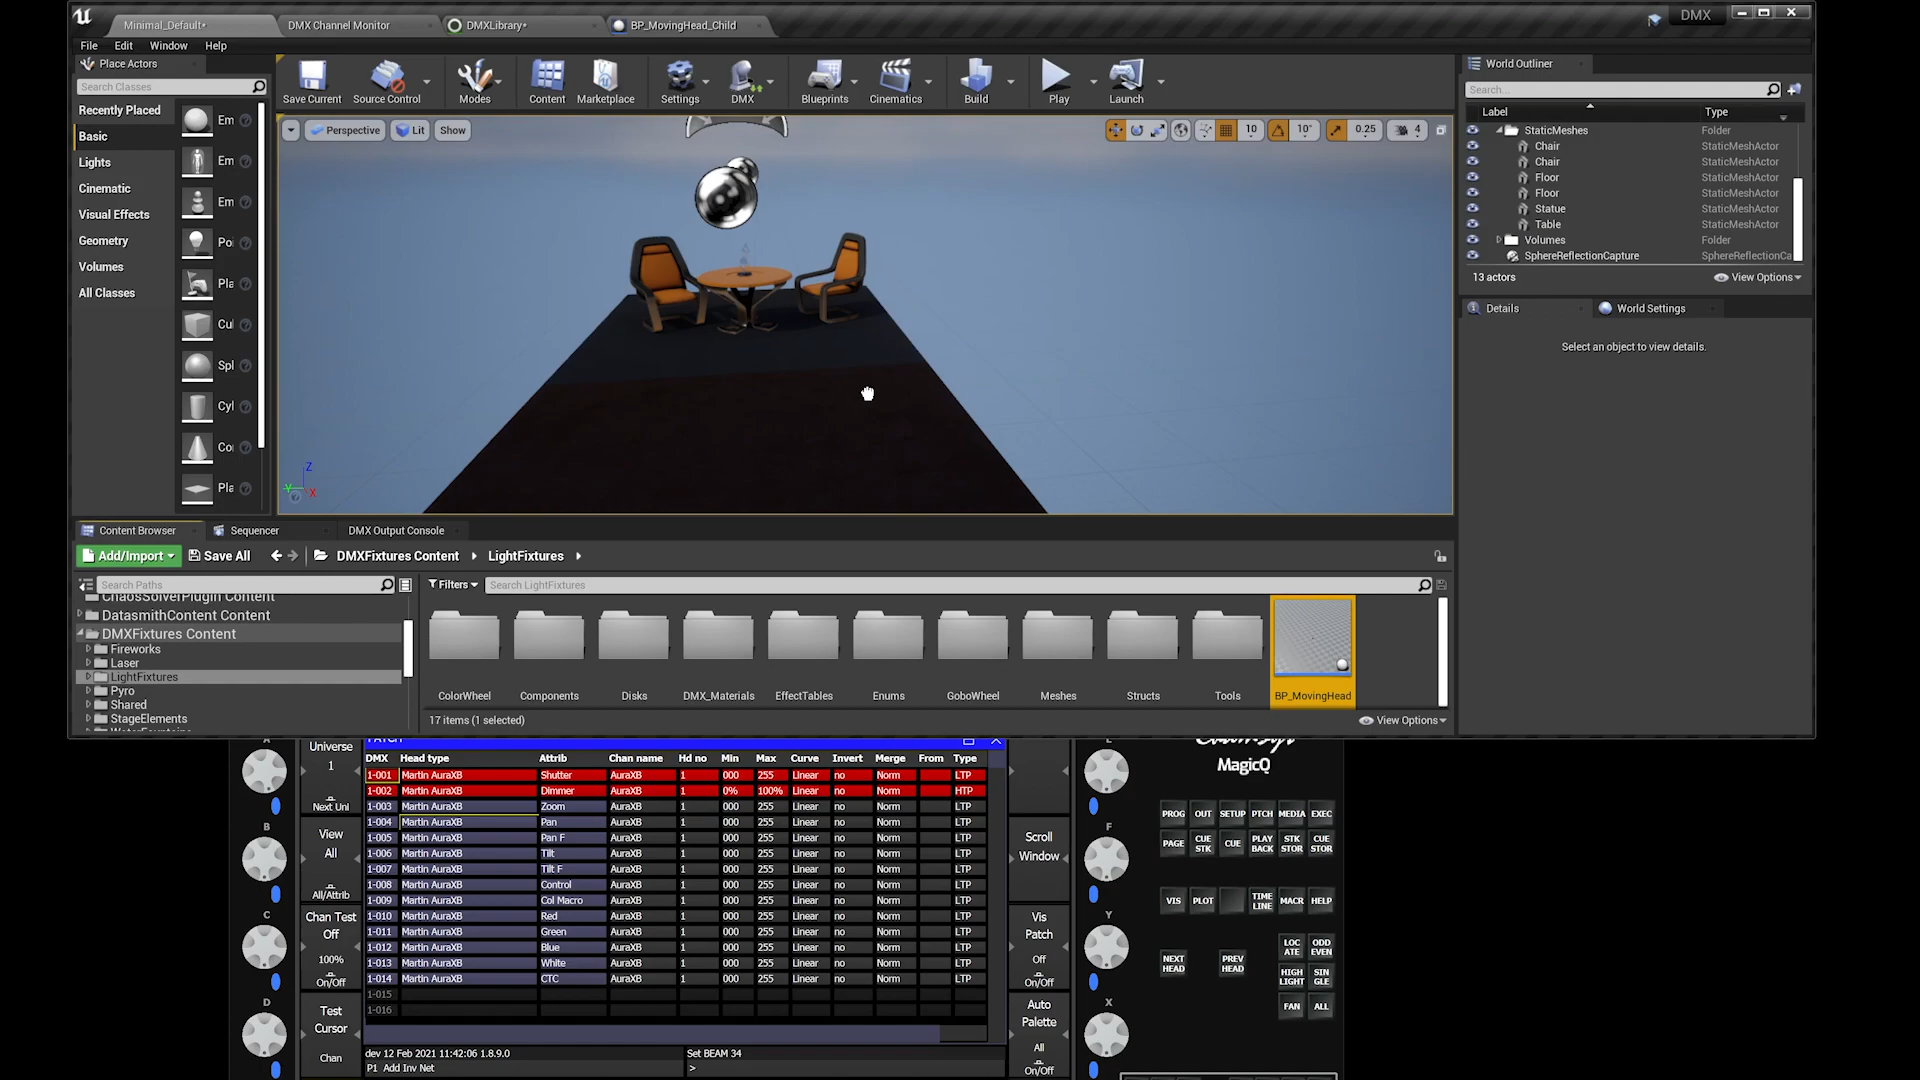 Minimal_Default*
DMX Channel Monitor
DMXLibrary*
BP_MovingHead_Child
DMX
File Edit Window Help
Place Actors
Search Classes
Recently Placed
Basic
Lights
Cinematic
Visual Effects
Geometry
Volumes
All Classes
Em
Em
Em
Poi
Pla
Cul
Spl
Cyl
Co
Pla
Save Current
Source Control
Modes
Content
Marketplace
Settings
DMX
Blueprints
Cinematics
Build
Play
Launch
Perspective
Lit
Show
10
10°
0.25
4
Z
Y
X
World Outliner
Search...
Label Type
StaticMeshes Folder
Chair StaticMeshActor
Chair StaticMeshActor
Floor StaticMeshActor
Floor StaticMeshActor
Statue StaticMeshActor
Table StaticMeshActor
Volumes Folder
SphereReflectionCapture SphereReflectionCa
13 actors
View Options
Details
World Settings
Select an object to view details.
Content Browser
Sequencer
DMX Output Console
Add/Import
Save All
DMXFixtures Content
LightFixtures
Search Paths
Filters
Search LightFixtures
ChaosSolverPlugin Content
DatasmithContent Content
DMXFixtures Content
Fireworks
Laser
LightFixtures
Pyro
Shared
StageElements
ColorWheel
Components
Disks
DMX_Materials
EffectTables
Enums
GoboWheel
Meshes
Structs
Tools
BP_MovingHead
17 items (1 selected)
View Options
A
Universe
1
Next Uni
B
View
All
All/Attrib
C
Chan Test
Off
100%
On/Off
D
Test
Cursor
Chan
PATCH
DMX Head type Attrib Chan name Hd no Min Max Curve Invert Merge From Type
1-001 Martin AuraXB Shutter AuraXB 1 000 255 Linear no Norm LTP
1-002 Martin AuraXB Dimmer AuraXB 1 0% 100% Linear no Norm HTP
1-003 Martin AuraXB Zoom AuraXB 1 000 255 Linear no Norm LTP
1-004 Martin AuraXB Pan AuraXB 1 000 255 Linear no Norm LTP
1-005 Martin AuraXB Pan F AuraXB 1 000 255 Linear no Norm LTP
1-006 Martin AuraXB Tilt AuraXB 1 000 255 Linear no Norm LTP
1-007 Martin AuraXB Tilt F AuraXB 1 000 255 Linear no Norm LTP
1-008 Martin AuraXB Control AuraXB 1 000 255 Linear no Norm LTP
1-009 Martin AuraXB Col Macro AuraXB 1 000 255 Linear no Norm LTP
1-010 Martin AuraXB Red AuraXB 1 000 255 Linear no Norm LTP
1-011 Martin AuraXB Green AuraXB 1 000 255 Linear no Norm LTP
1-012 Martin AuraXB Blue AuraXB 1 000 255 Linear no Norm LTP
1-013 Martin AuraXB White AuraXB 1 000 255 Linear no Norm LTP
1-014 Martin AuraXB CTC AuraXB 1 000 255 Linear no Norm LTP
1-015
1-016
dev 12 Feb 2021 11:42:06 1.8.9.0
Set BEAM 34
P1 Add Inv Net
>
Scroll
Window
Vis
Patch
Off
On/Off
Auto
Palette
All
On/Off
E
F
Y
X
MagicQ
PROG OUT SETUP PTCH MEDIA EXEC
PAGE CUE STK CUE PLAY BACK STK STOR CUE STOR
VIS PLOT TIME LINE MACR HELP
NEXT HEAD
PREV HEAD
LOC ATE
ODD EVEN
HIGH LIGHT
SIN GLE
FAN
ALL